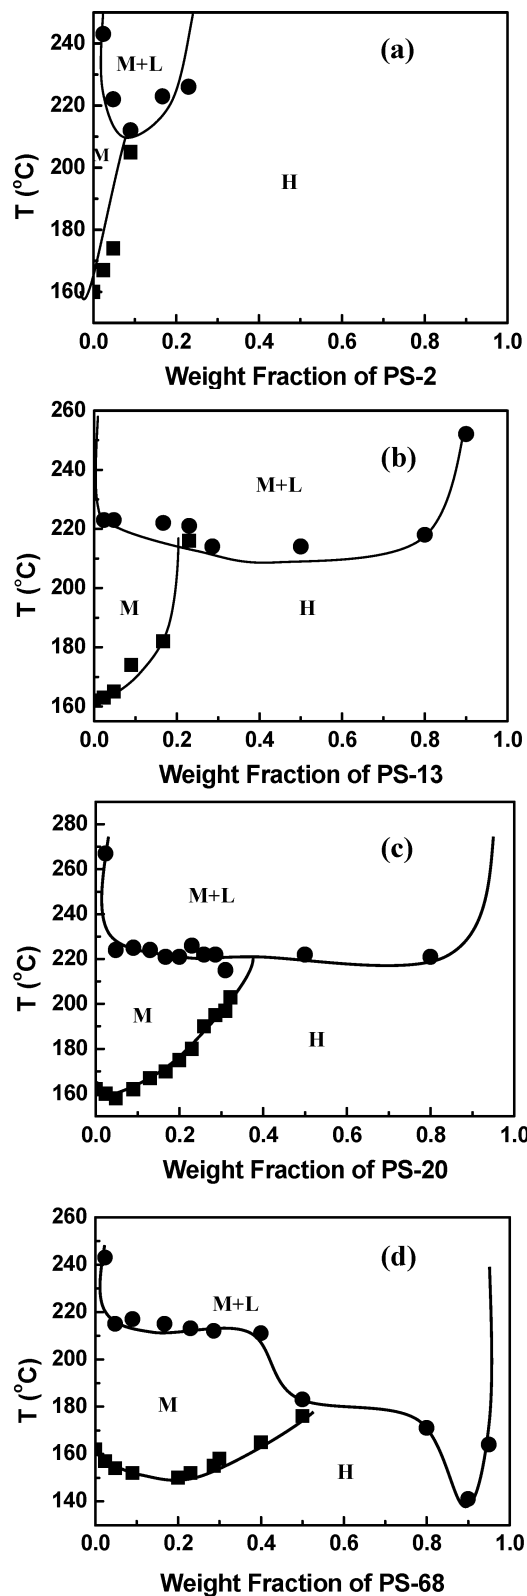 (a)
M+L
M
H
T (°C)
240
220
200
180
160
0.0 0.2 0.4 0.6 0.8 1.0
Weight Fraction of PS-2
(b)
M+L
M
H
T (°C)
260
240
220
200
180
160
0.0 0.2 0.4 0.6 0.8 1.0
Weight Fraction of PS-13
(c)
M+L
M
H
T (°C)
280
260
240
220
200
180
160
0.0 0.2 0.4 0.6 0.8 1.0
Weight Fraction of PS-20
(d)
M+L
M
H
T (°C)
260
240
220
200
180
160
140
0.0 0.2 0.4 0.6 0.8 1.0
Weight Fraction of PS-68